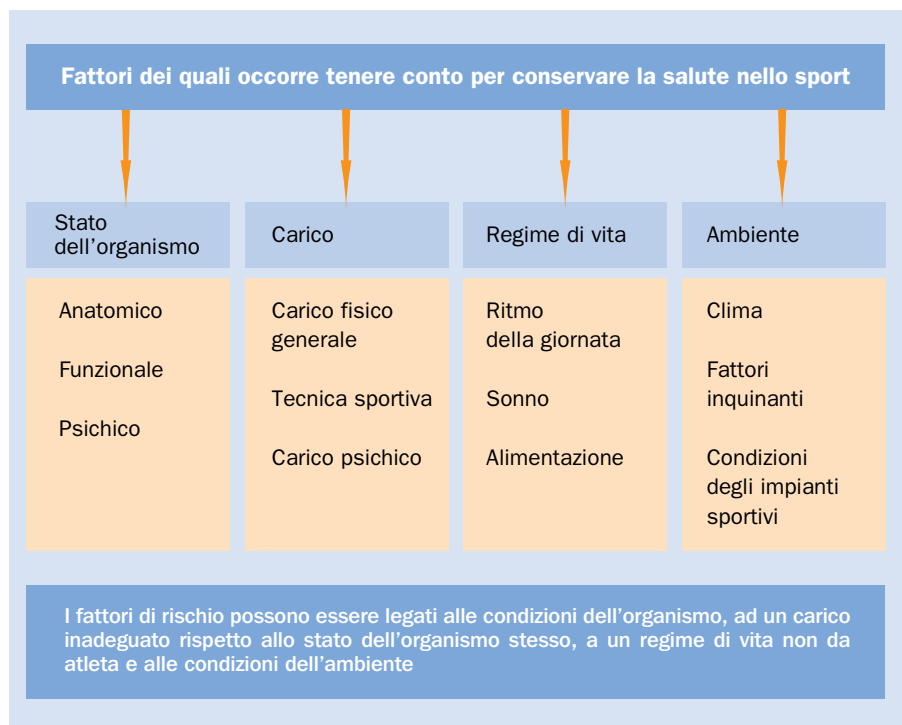 Fattori dei quali occorre tenere conto per conservare la salute nello sport
Stato
dell'organismo
Anatomico
Funzionale
Psichico
Carico
Carico fisico
generale
Tecnica sportiva
Carico psichico
Regime di vita
Ritmo
della giornata
Sonno
Alimentazione
Ambiente
Clima
Fattori
inquinanti
Condizioni
degli impianti
sportivi
I fattori di rischio possono essere legati alle condizioni dell'organismo, ad un carico
inadeguato rispetto allo stato dell'organismo stesso, a un regime di vita non da
atleta e alle condizioni dell'ambiente